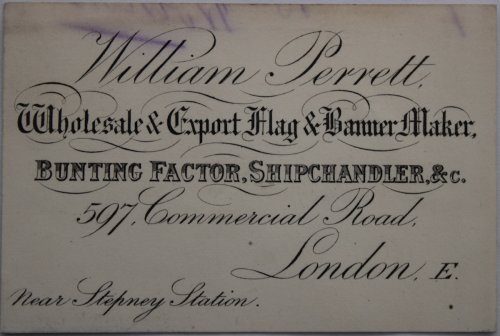 William Perrett,
Wholesale & Export Flag & Banner Maker,
BUNTING FACTOR, SHIPCHANDLER, &c.
597, Commercial Road,
London, E.
Near Stepney Station.